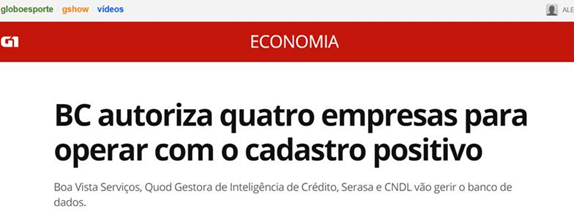 globoesporte gshow vídeos ALE
G1 ECONOMIA
BC autoriza quatro empresas para
operar com o cadastro positivo
Boa Vista Serviços, Quod Gestora de Inteligência de Crédito, Serasa e CNDL vão gerir o banco de
dados.